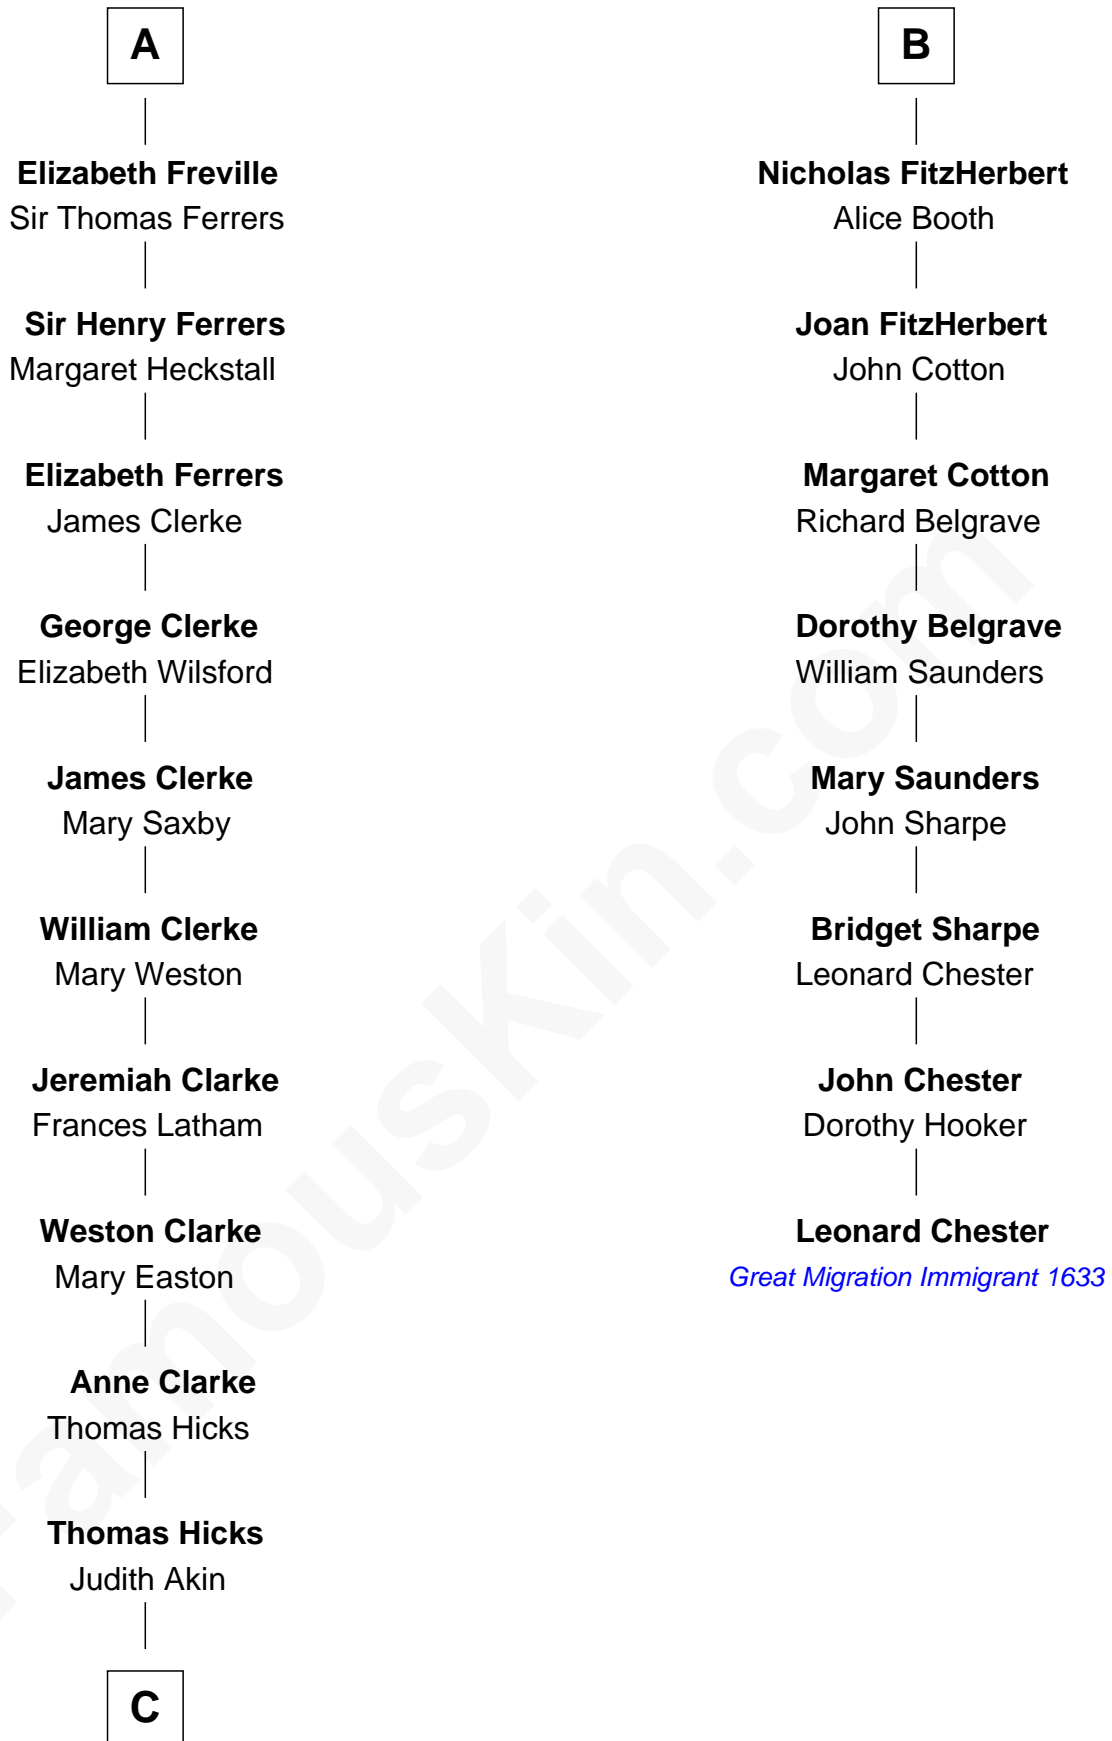 A
Elizabeth Freville
Sir Thomas Ferrers
Sir Henry Ferrers
Margaret Heckstall
Elizabeth Ferrers
James Clerke
George Clerke
Elizabeth Wilsford
James Clerke
Mary Saxby
William Clerke
Mary Weston
Jeremiah Clarke
Frances Latham
Weston Clarke
Mary Easton
Anne Clarke
Thomas Hicks
Thomas Hicks
Judith Akin
C
B
Nicholas FitzHerbert
Alice Booth
Joan FitzHerbert
John Cotton
Margaret Cotton
Richard Belgrave
Dorothy Belgrave
William Saunders
Mary Saunders
John Sharpe
Bridget Sharpe
Leonard Chester
John Chester
Dorothy Hooker
Leonard Chester
Great Migration Immigrant 1633
FamousKin.com